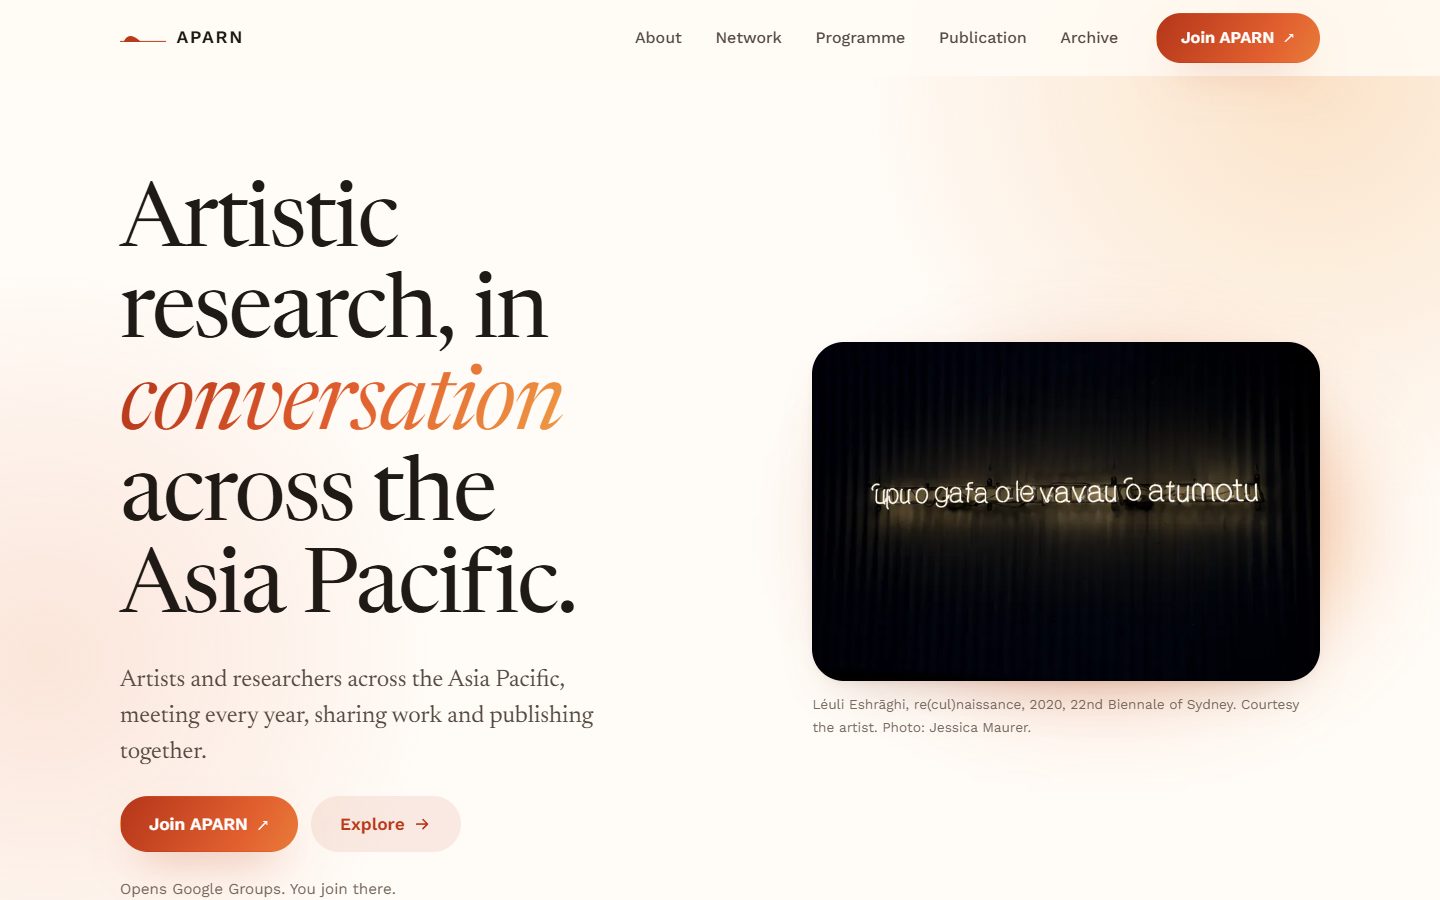 APARN
About
Network
Programme
Publication
Archive
Join APARN ↗
Artistic
research, in
conversation
across the
Asia Pacific.
Artists and researchers across the Asia Pacific,
meeting every year, sharing work and publishing
together.
Join APARN ↗
Explore →
Opens Google Groups. You join there.
gafa o le vavau o atumotu
Léuli Eshrāghi, re(cul)naissance, 2020, 22nd Biennale of Sydney. Courtesy
the artist. Photo: Jessica Maurer.